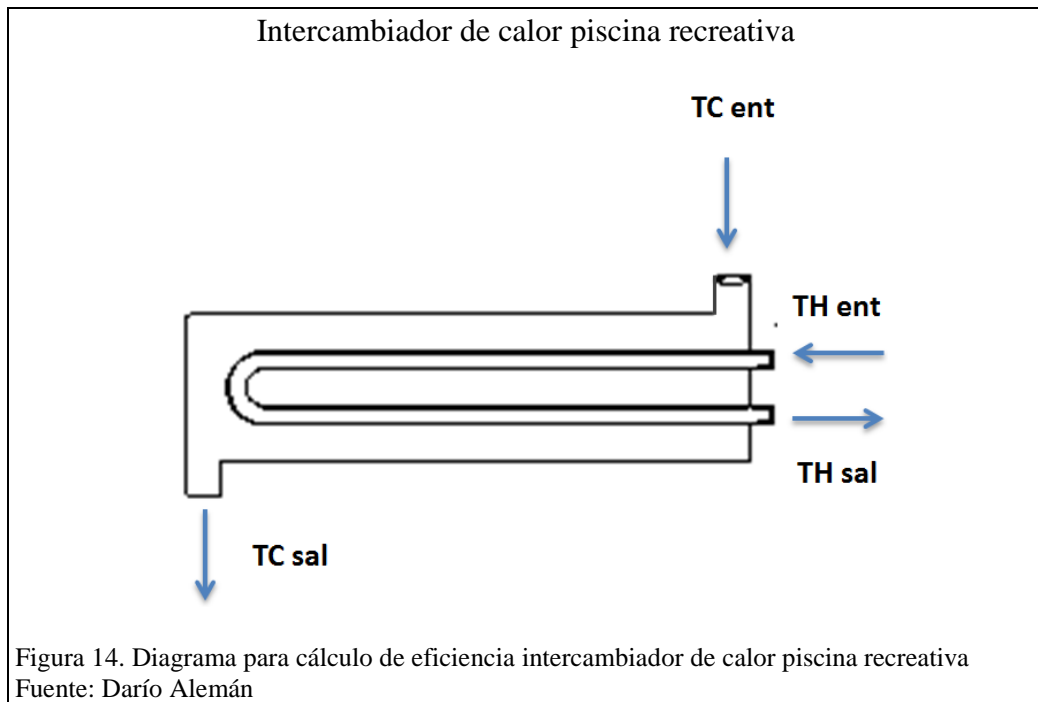 Intercambiador de calor piscina recreativa
TC ent
TH ent
TH sal
TC sal
Figura 14. Diagrama para cálculo de eficiencia intercambiador de calor piscina recreativa
Fuente: Darío Alemán